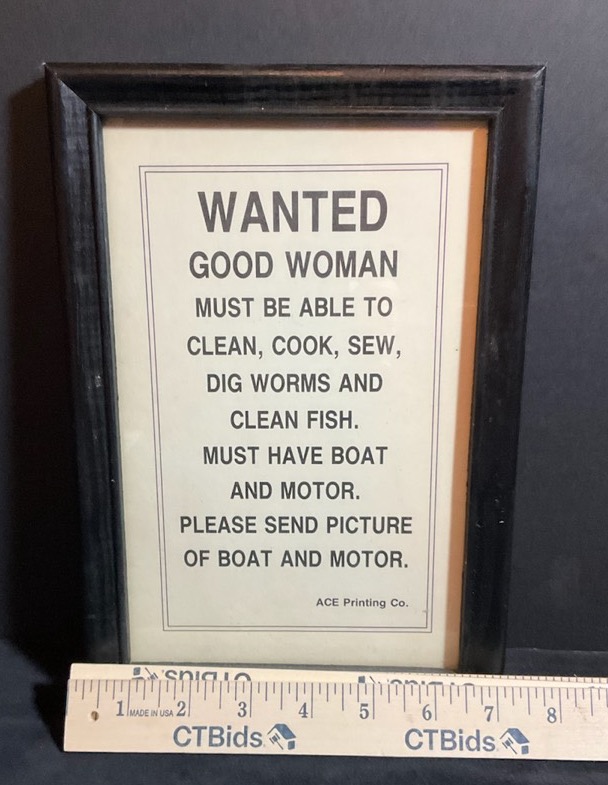 WANTED
GOOD WOMAN
MUST BE ABLE TO
CLEAN, COOK, SEW,
DIG WORMS AND
CLEAN FISH.
MUST HAVE BOAT
AND MOTOR.
PLEASE SEND PICTURE
OF BOAT AND MOTOR.
ACE Printing Co.
CTBids
1 MADE IN USA 2 3 4 5 6 7 8
CTBids CTBids